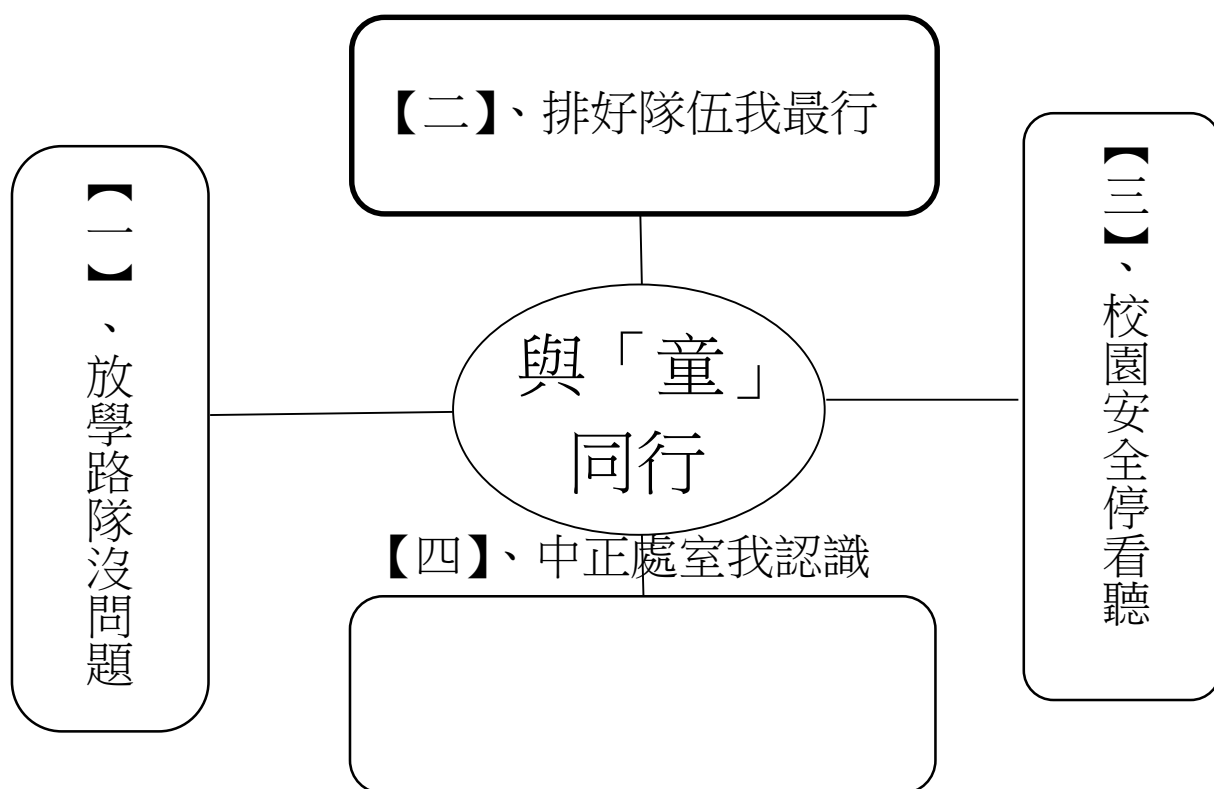 【二】、排好隊伍我最行
【一】、放學路隊沒問題
【三】、校園安全停看聽
與「童」
同行
【四】、中正處室我認識